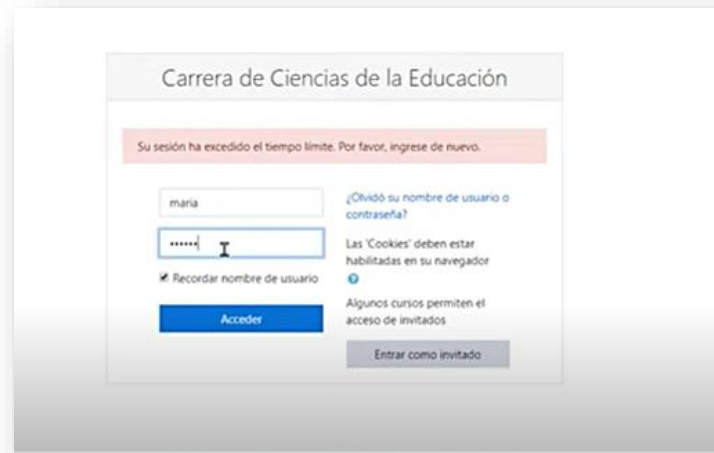 Carrera de Ciencias de la Educación
Su sesión ha excedido el tiempo límite. Por favor, ingrese de nuevo.
maria
••••••
Recordar nombre de usuario
Acceder
¿Olvidó su nombre de usuario o
contraseña?
Las 'Cookies' deben estar
habilitadas en su navegador
Algunos cursos permiten el
acceso de invitados
Entrar como invitado